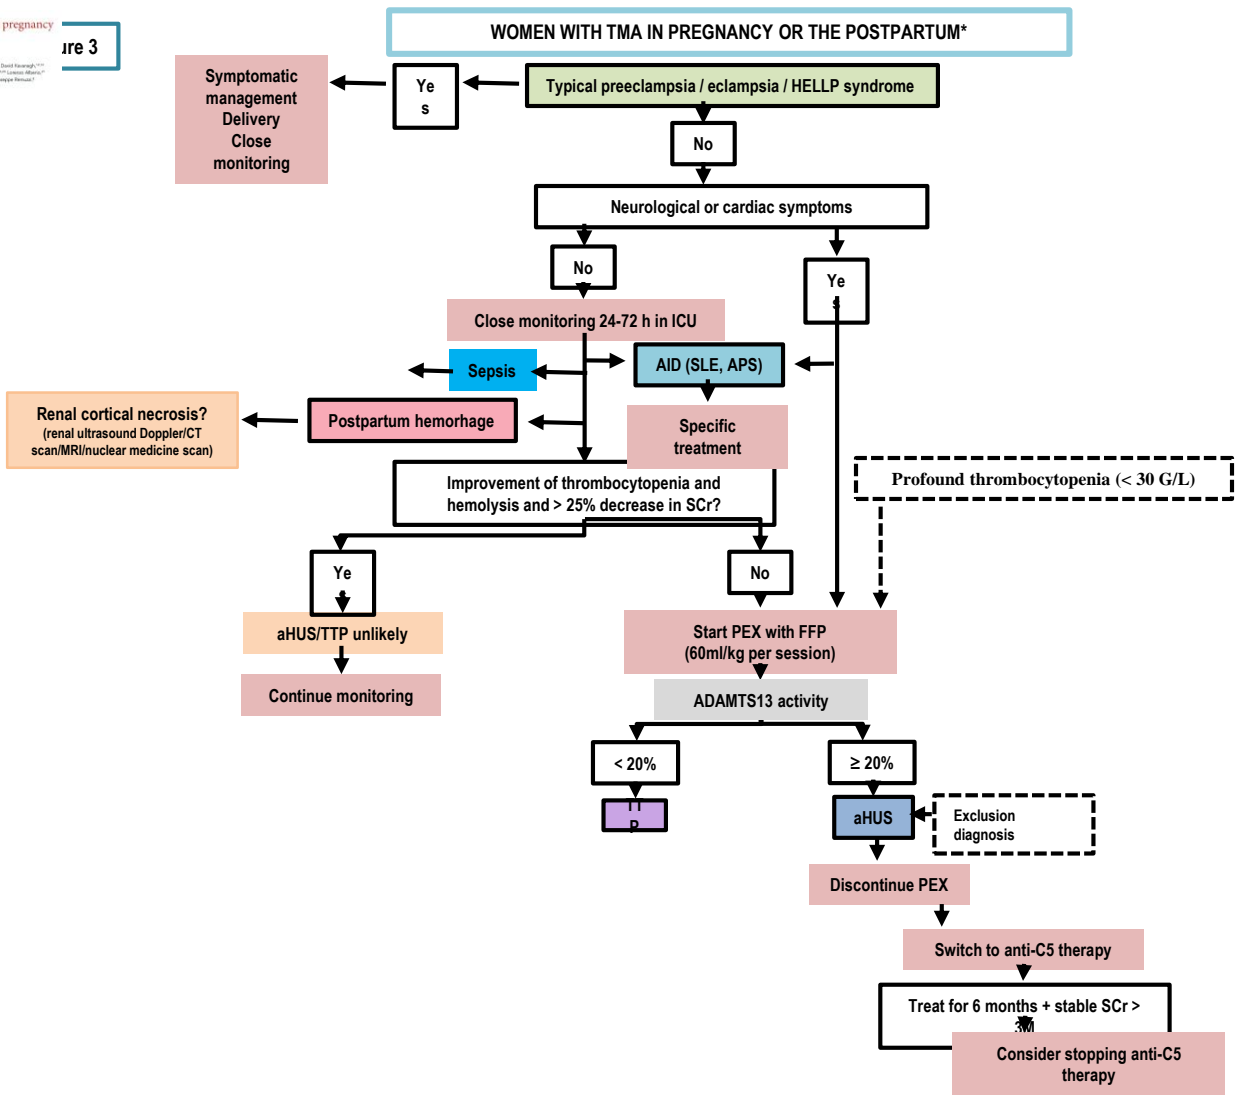 pregnancy
ure 3
David Kavanagh,
Lorenzo Alberio,
WOMEN WITH TMA IN PREGNANCY OR THE POSTPARTUM*
Symptomatic
management
Delivery
Close
monitoring
Ye
s
Typical preeclampsia / eclampsia / HELLP syndrome
No
Neurological or cardiac symptoms
No
Ye
s
Close monitoring 24-72 h in ICU
Sepsis
AID (SLE, APS)
Renal cortical necrosis?
(renal ultrasound Doppler/CT
scan/MRI/nuclear medicine scan)
Postpartum hemorrhage
Specific
treatment
Improvement of thrombocytopenia and
hemolysis and > 25% decrease in SCr?
Profound thrombocytopenia (< 30 G/L)
Ye
No
aHUS/TTP unlikely
Start PEX with FFP
(60ml/kg per session)
Continue monitoring
ADAMTS13 activity
< 20%
≥ 20%
TT
P
aHUS
Exclusion
diagnosis
Discontinue PEX
Switch to anti-C5 therapy
Treat for 6 months + stable SCr >
3M
Consider stopping anti-C5
therapy